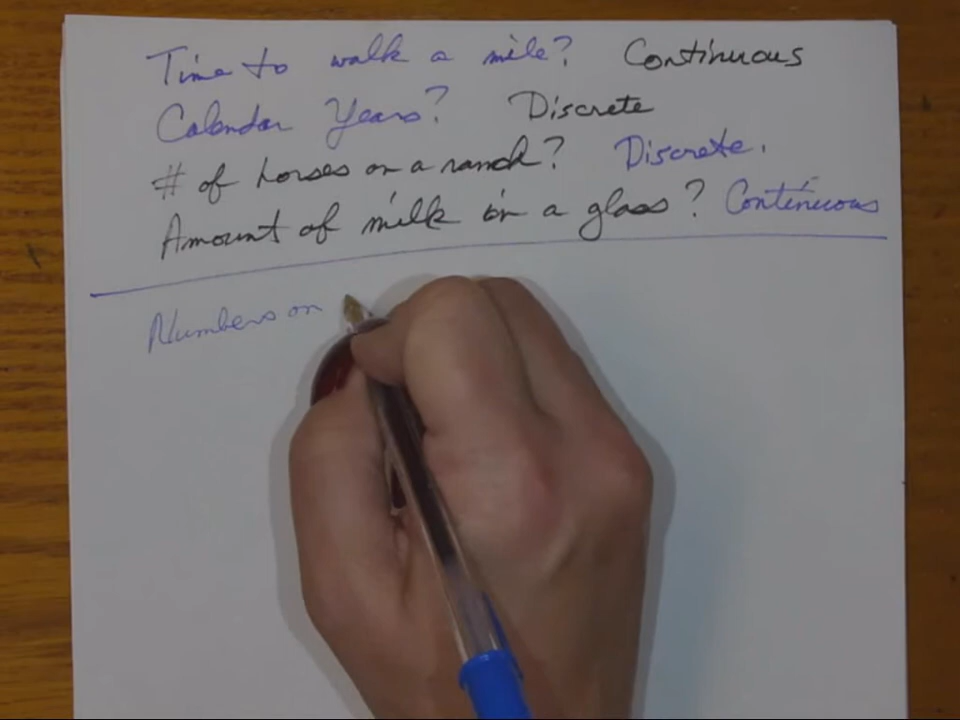 Time to walk a mile? Continuous
Calendar Years? Discrete
# of horses on a ranch? Discrete.
Amount of milk in a glass? Continuous
Numbers on